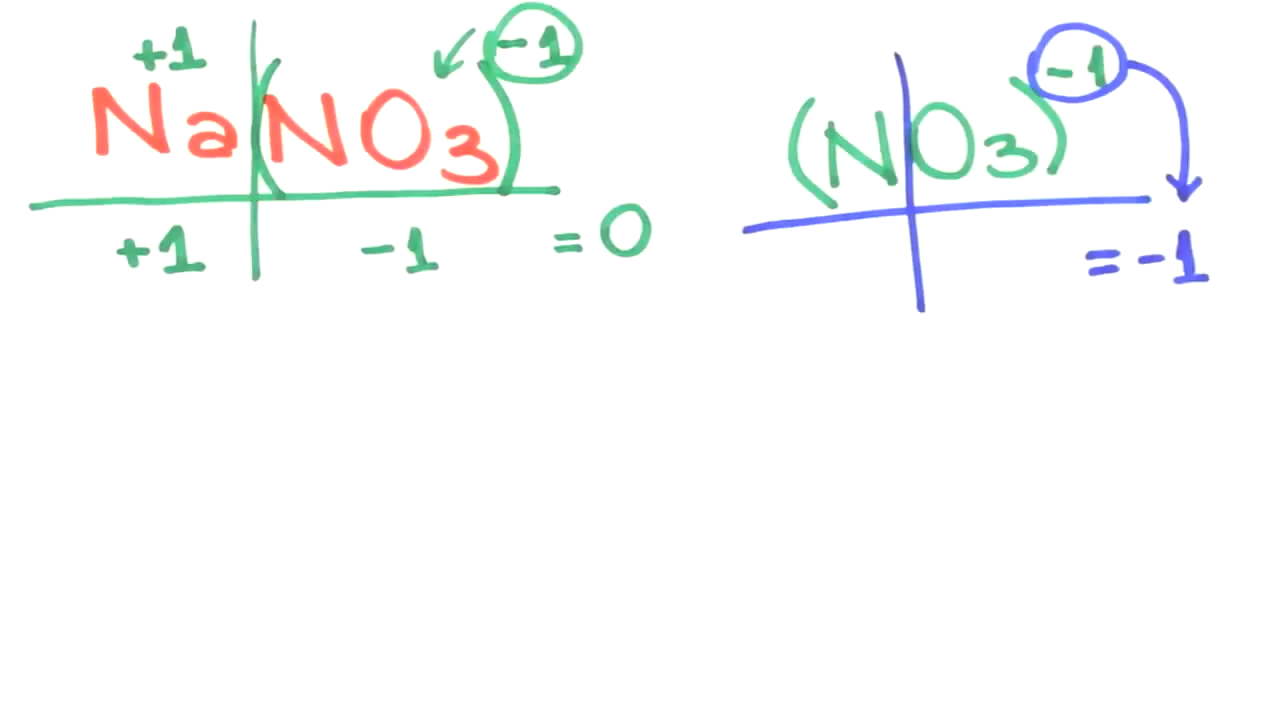 +1 -1
Na(NO3)
+1 -1 = 0
-1
(NO3)
= -1